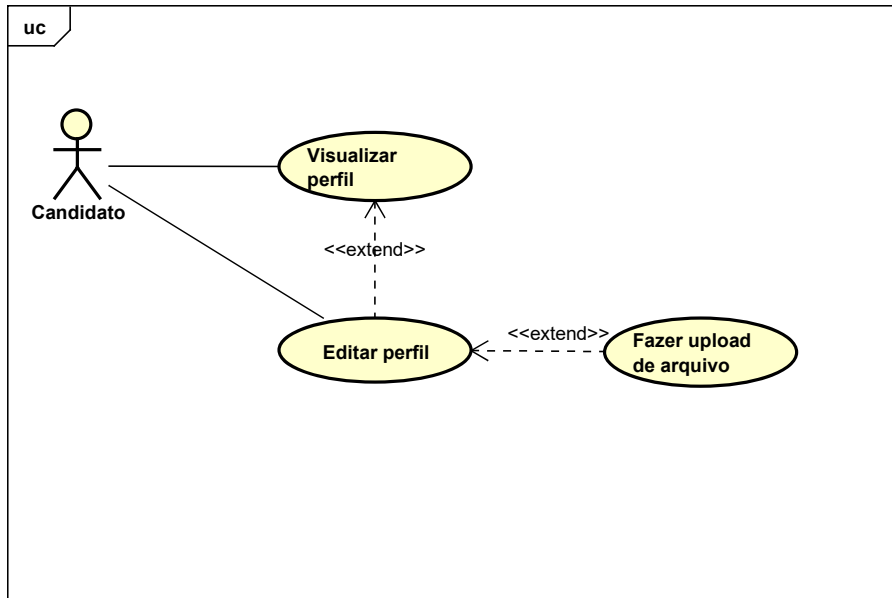 uc
Visualizar
perfil
Candidato
<<extend>>
<<extend>>
Editar perfil
Fazer upload
de arquivo